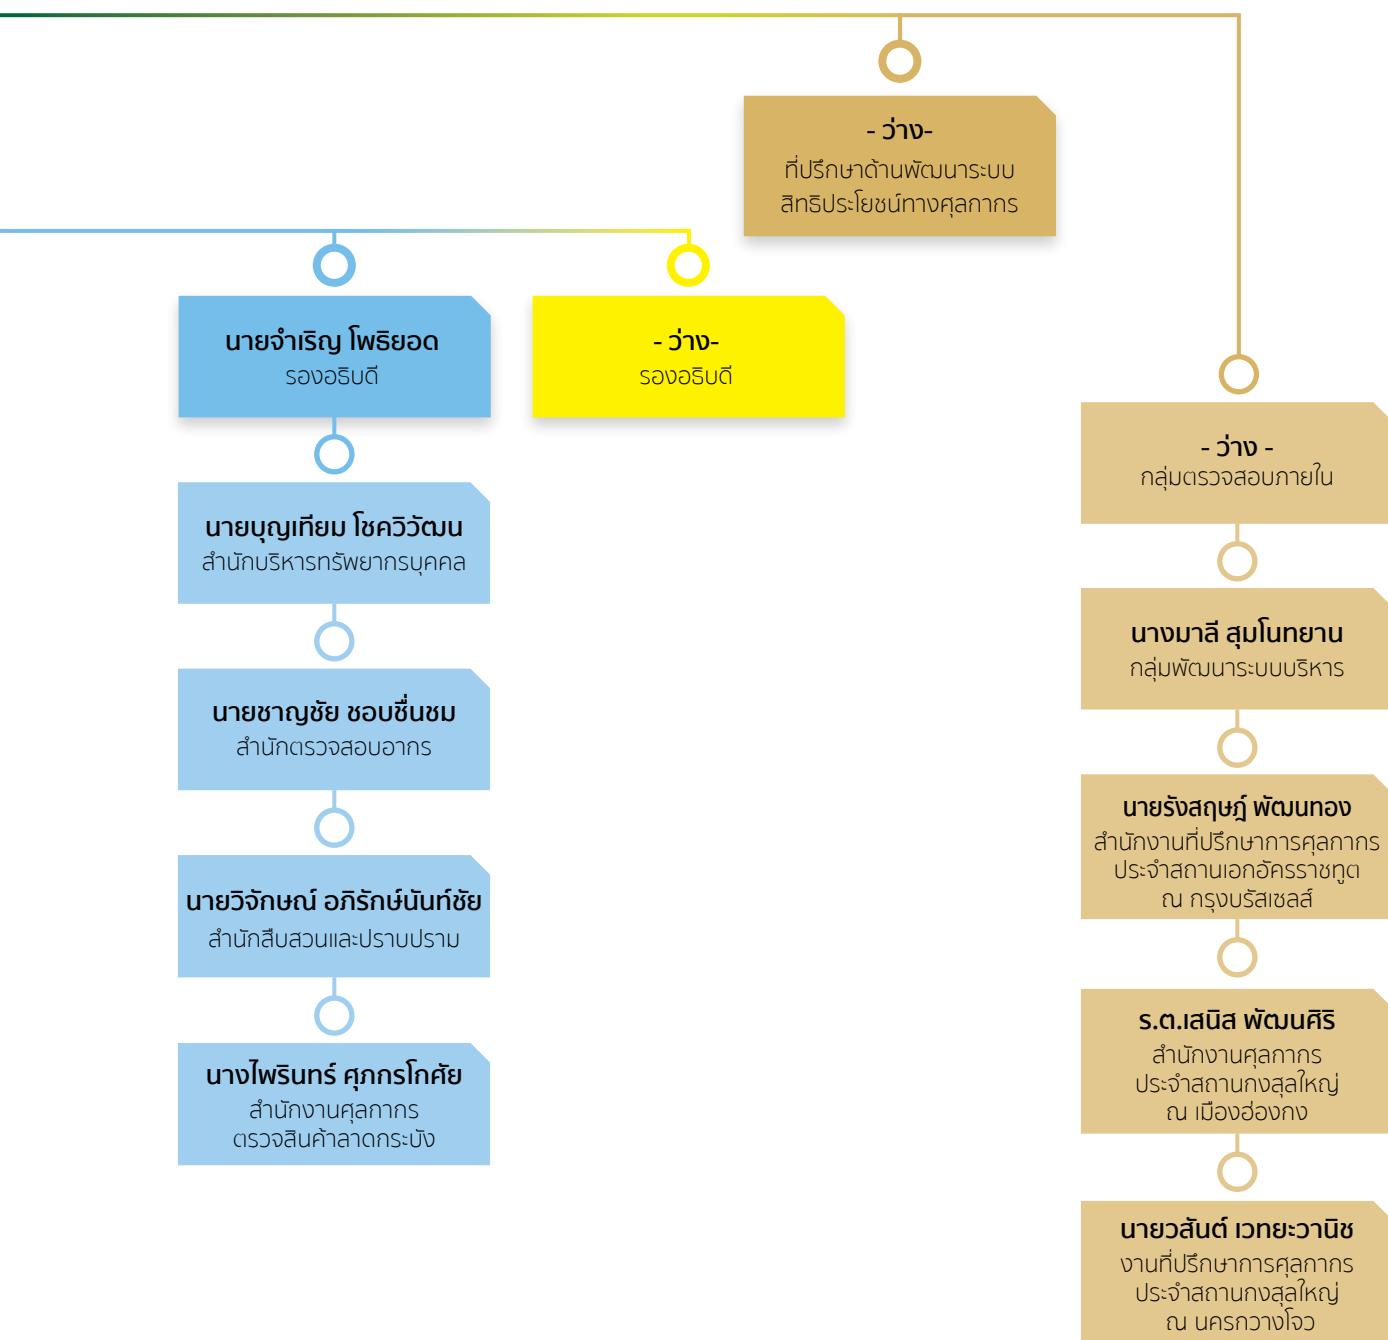 - ว่าง-
ที่ปรึกษาด้านพัฒนาระบบ
สิทธิประโยชน์ทางศุลกากร
นายจำเริญ โพธิยอด
รองอธิบดี
- ว่าง-
รองอธิบดี
นายบุญเทียม โชควิวัฒน
สำนักบริหารทรัพยากรบุคคล
นายชาญชัย ชอบชื่นชม
สำนักตรวจสอบอากร
นายวิจักษณ์ อภิรักษ์นันท์ชัย
สำนักสืบสวนและปราบปราม
นางไพรินทร์ ศุภกรโกศัย
สำนักงานศุลกากร
ตรวจสินค้าลาดกระบัง
- ว่าง -
กลุ่มตรวจสอบภายใน
นางมาลี สุมโนทยาน
กลุ่มพัฒนาระบบบริหาร
นายรังสฤษฎ์ พัฒนทอง
สำนักงานที่ปรึกษาการศุลกากร
ประจำสถานเอกอัครราชทูต
ณ กรุงบรัสเซลส์
ร.ต.เสนิส พัฒนศิริ
สำนักงานศุลกากร
ประจำสถานกงสุลใหญ่
ณ เมืองฮ่องกง
นายวสันต์ เวทยะวานิช
งานที่ปรึกษาการศุลกากร
ประจำสถานกงสุลใหญ่
ณ นครกวางโจว